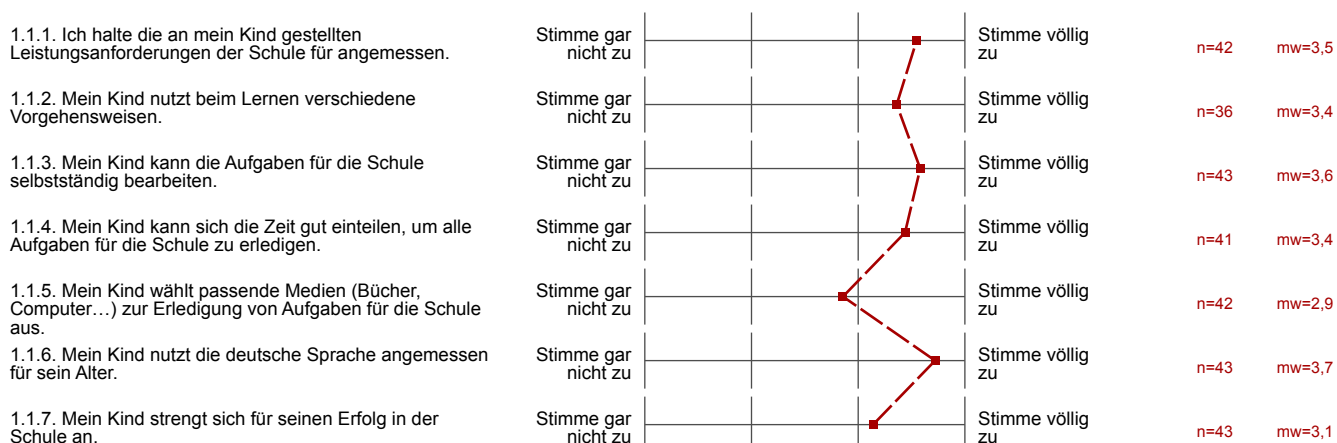 1.1.1. Ich halte die an mein Kind gestellten
Leistungsanforderungen der Schule für angemessen.
Stimme gar
nicht zu
Stimme völlig
zu
n=42
mw=3,5
1.1.2. Mein Kind nutzt beim Lernen verschiedene
Vorgehensweisen.
Stimme gar
nicht zu
Stimme völlig
zu
n=36
mw=3,4
1.1.3. Mein Kind kann die Aufgaben für die Schule
selbstständig bearbeiten.
Stimme gar
nicht zu
Stimme völlig
zu
n=43
mw=3,6
1.1.4. Mein Kind kann sich die Zeit gut einteilen, um alle
Aufgaben für die Schule zu erledigen.
Stimme gar
nicht zu
Stimme völlig
zu
n=41
mw=3,4
1.1.5. Mein Kind wählt passende Medien (Bücher,
Computer…) zur Erledigung von Aufgaben für die Schule
aus.
Stimme gar
nicht zu
Stimme völlig
zu
n=42
mw=2,9
1.1.6. Mein Kind nutzt die deutsche Sprache angemessen
für sein Alter.
Stimme gar
nicht zu
Stimme völlig
zu
n=43
mw=3,7
1.1.7. Mein Kind strengt sich für seinen Erfolg in der
Schule an.
Stimme gar
nicht zu
Stimme völlig
zu
n=43
mw=3,1